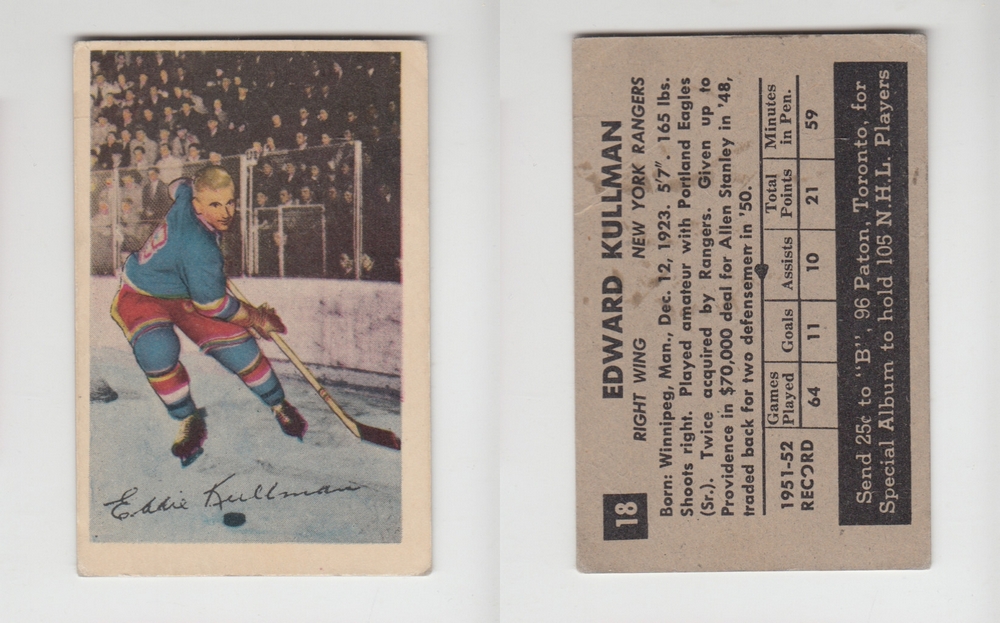 Eddie Kullman
18
EDWARD KULLMAN
RIGHT WING NEW YORK RANGERS
Born: Winnipeg, Man., Dec. 12, 1923. 5'7". 165 lbs.
Shoots right. Played amateur with Portland Eagles
(Sr.). Twice acquired by Rangers. Given up to
Providence in $70,000 deal for Allen Stanley in '48,
traded back for two defensemen in '50.
1951-52 RECORD Games Played Goals Assists Total Points Minutes in Pen.
64 11 10 21 59
Send 25¢ to "B", 96 Paton, Toronto, for
Special Album to hold 105 N.H.L. Players